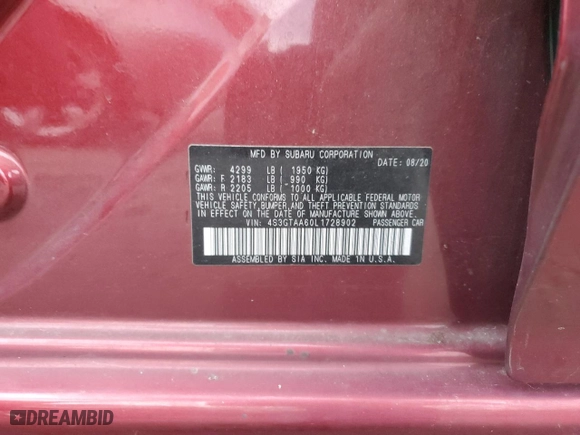 MFD BY SUBARU CORPORATION
DATE: 08/20
GVWR: 4299 LB ( 1950 KG)
GAWR: F 2183 LB ( 990 KG)
GAWR: R 2205 LB ( 1000 KG)
THIS VEHICLE CONFORMS TO ALL APPLICABLE FEDERAL MOTOR
VEHICLE SAFETY, BUMPER, AND THEFT PREVENTION STANDARDS IN
EFFECT ON THE DATE OF MANUFACTURE SHOWN ABOVE.
VIN: 4S3GTAA60L1728902 PASSENGER CAR
ASSEMBLED BY SIA INC. MADE IN U.S.A.
DREAMBID